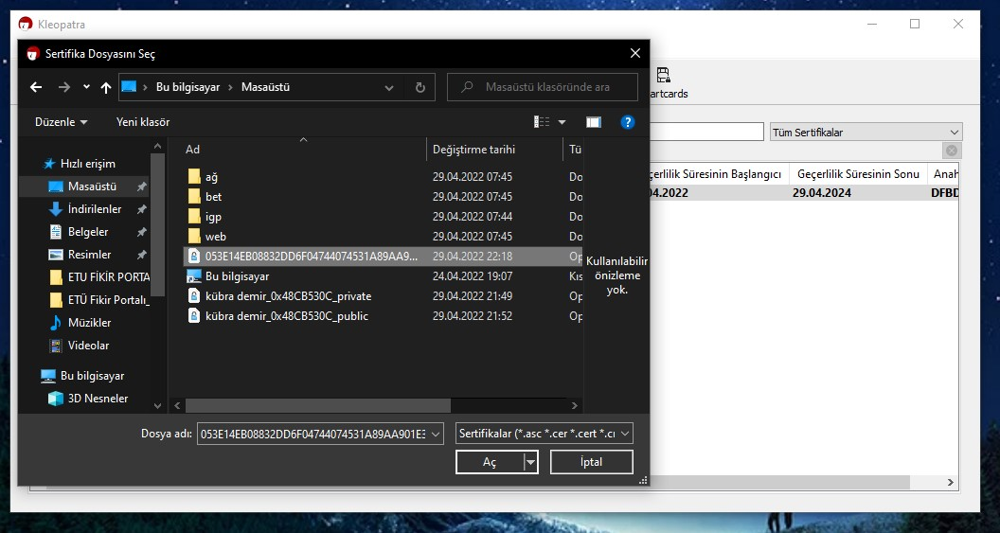 Kleopatra
Sertifika Dosyasını Seç
Bu bilgisayar
Masaüstü
Masaüstü klasöründe ara
artcards
Düzenle
Yeni klasör
Tüm Sertifikalar
Ad
Değiştirme tarihi
Tü
Hızlı erişim
Masaüstü
İndirilenler
Belgeler
Resimler
ETU FİKİR PORTA
ETÜ Fikir Portalı_
Müzikler
Videolar
Bu bilgisayar
3D Nesneler
ağ 29.04.2022 07:45 Do
bet 29.04.2022 07:45 Do
igp 29.04.2022 07:44 Do
web 29.04.2022 07:45 Do
053E14EB08832DD6F04744074531A89AA9... 29.04.2022 22:18 Op
Bu bilgisayar 24.04.2022 19:07 Kıs
kübra demir_0x48CB530C_private 29.04.2022 21:49 Op
kübra demir_0x48CB530C_public 29.04.2022 21:52 Op
Kullanılabilir
önizleme
yok.
çerlilik Süresinin Başlangıcı Geçerlilik Süresinin Sonu Anah
.04.2022 29.04.2024 DFBD
Dosya adı: 053E14EB08832DD6F04744074531A89AA901E3
Sertifikalar (*.asc *.cer *.cert *.cr
Aç
İptal